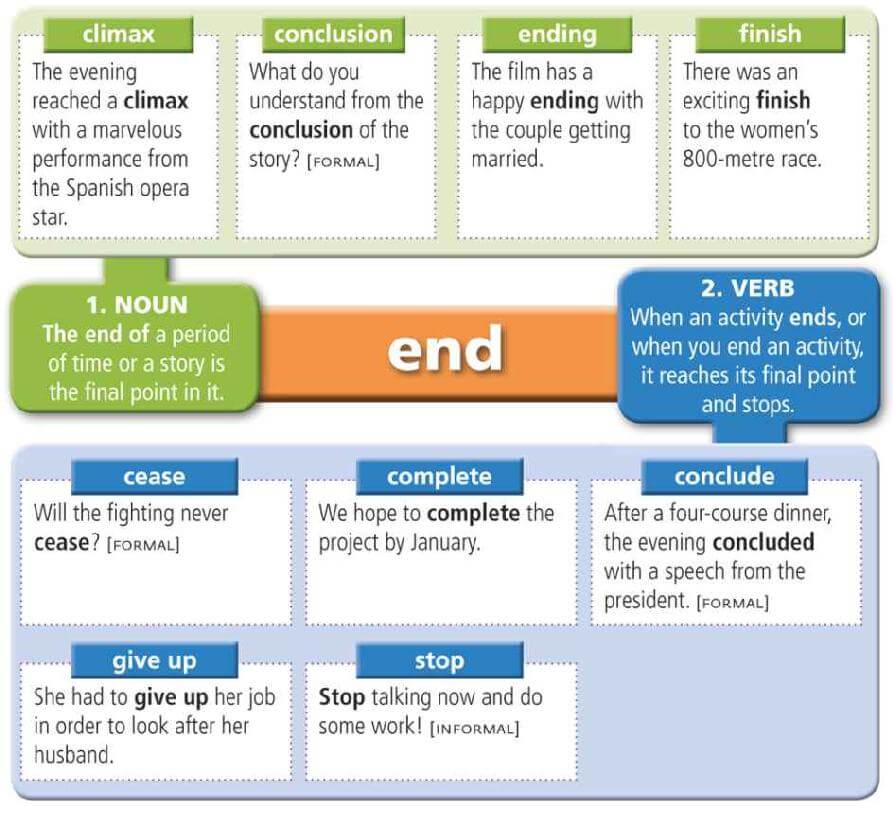 climax
The evening
reached a climax
with a marvelous
performance from
the Spanish opera
star.
conclusion
What do you
understand from the
conclusion of the
story? [FORMAL]
ending
The film has a
happy ending with
the couple getting
married.
finish
There was an
exciting finish
to the women's
800-metre race.
1. NOUN
The end of a period
of time or a story is
the final point in it.
end
2. VERB
When an activity ends, or
when you end an activity,
it reaches its final point
and stops.
cease
Will the fighting never
cease? [FORMAL]
complete
We hope to complete the
project by January.
conclude
After a four-course dinner,
the evening concluded
with a speech from the
president. [FORMAL]
give up
She had to give up her job
in order to look after her
husband.
stop
Stop talking now and do
some work! [INFORMAL]